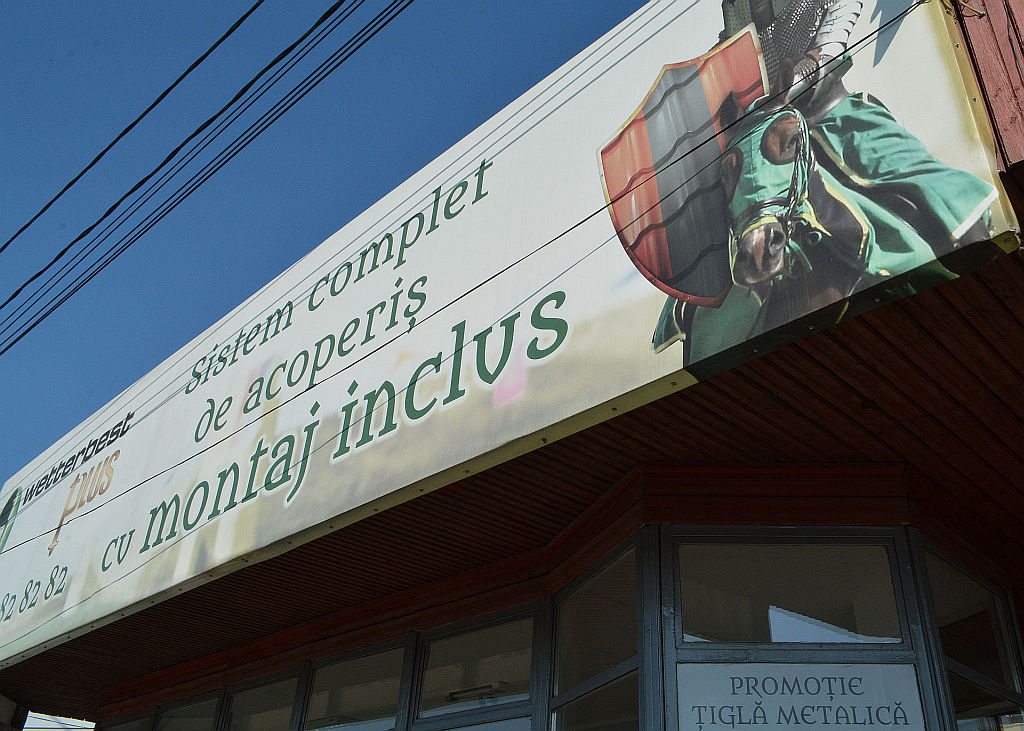 Sistem complet
de acoperiș
cu montaj inclus
wetterbest
plus
82 82 82
PROMOȚIE
ȚIGLĂ METALICĂ